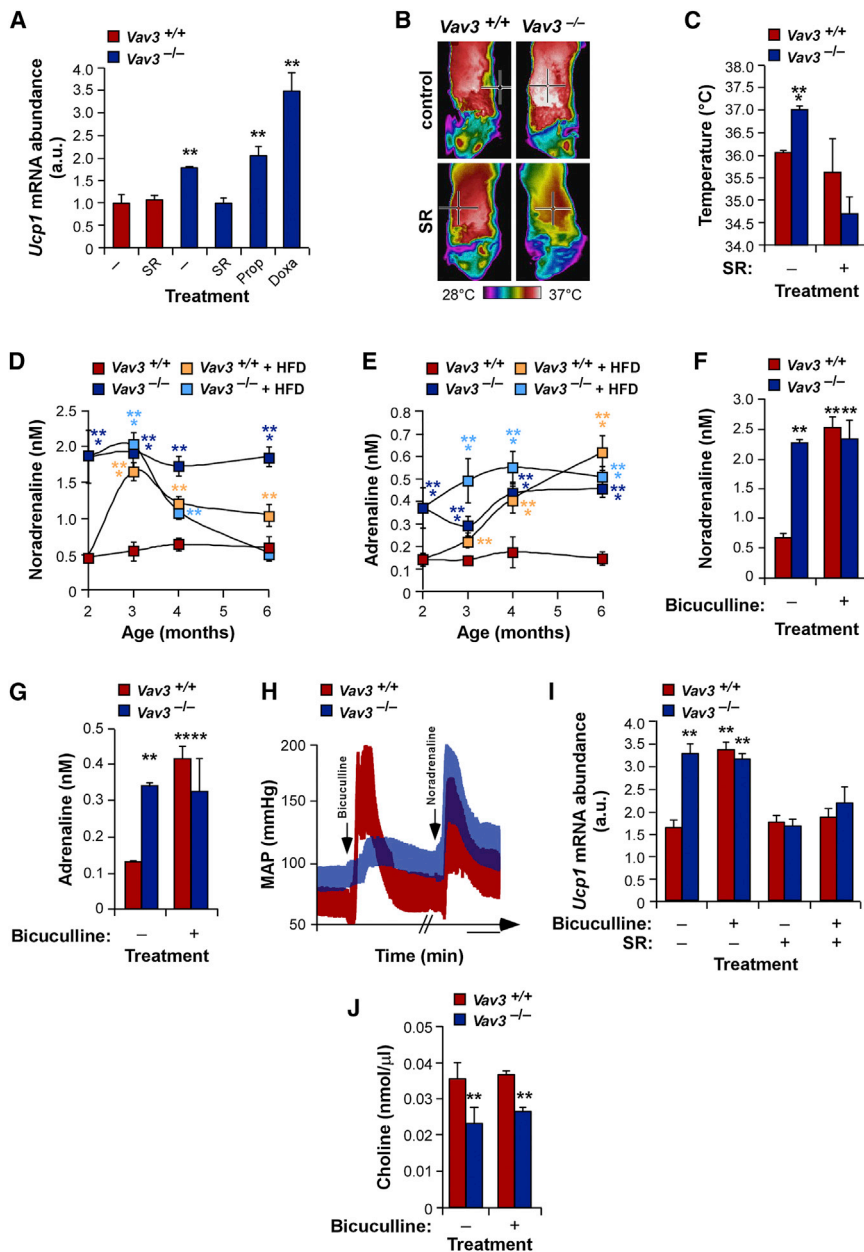 A
Vav3 +/+
Vav3 −/−
Ucp1 mRNA abundance
(a.u.)
4.0
3.5
3.0
2.5
2.0
1.5
1.0
0.5
0
**
**
**
–
SR
–
SR
Prop
Doxa
Treatment
B
Vav3 +/+
Vav3 −/−
control
SR
28°C
37°C
C
Vav3 +/+
Vav3 −/−
Temperature (°C)
38.0
37.5
37.0
36.5
36.0
35.5
35.0
34.5
34.0
**
*
SR:
–
+
Treatment
D
Vav3 +/+
Vav3 +/+ + HFD
Vav3 −/−
Vav3 −/− + HFD
Noradrenaline (nM)
2.5
2.0
1.5
1.0
0.5
0
**
*
**
*
**
*
**
*
**
*
**
*
**
**
**
2
3
4
5
6
Age (months)
E
Vav3 +/+
Vav3 +/+ + HFD
Vav3 −/−
Vav3 −/− + HFD
Adrenaline (nM)
0.8
0.7
0.6
0.5
0.4
0.3
0.2
0.1
0
**
*
**
*
**
*
**
*
**
*
**
*
**
*
**
*
**
*
**
2
3
4
5
6
Age (months)
F
Vav3 +/+
Vav3 −/−
Noradrenaline (nM)
3.0
2.5
2.0
1.5
1.0
0.5
0
**
****
Bicuculline:
–
+
Treatment
G
Vav3 +/+
Vav3 −/−
Adrenaline (nM)
0.5
0.4
0.3
0.2
0.1
0
**
****
Bicuculline:
–
+
Treatment
H
Vav3 +/+
Vav3 −/−
MAP (mmHg)
200
150
100
50
Bicuculline
Noradrenaline
//
Time (min)
I
Vav3 +/+
Vav3 −/−
Ucp1 mRNA abundance
(a.u.)
4.0
3.5
3.0
2.5
2.0
1.5
1.0
0.5
0
**
**
**
Bicuculline:
–
+
–
+
SR:
–
–
+
+
Treatment
J
Vav3 +/+
Vav3 −/−
Choline (nmol/µl)
0.05
0.04
0.03
0.02
0.01
0
**
**
Bicuculline:
–
+
Treatment